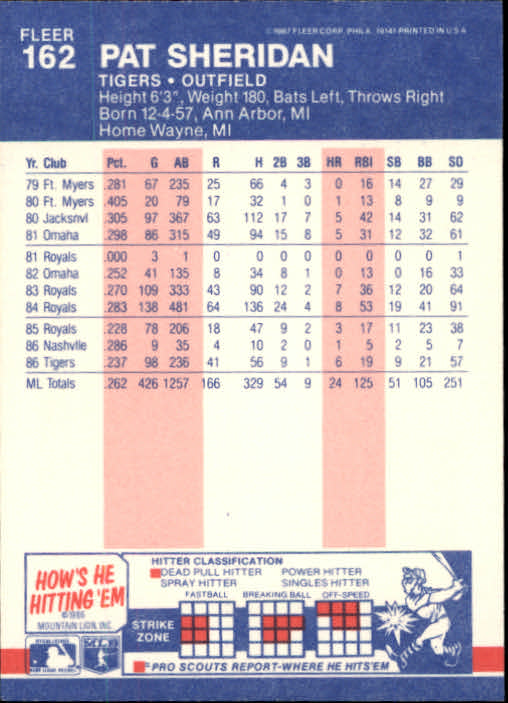 FLEER
162
© 1987 FLEER CORP. PHILA. 19141 PRINTED IN U S A
PAT SHERIDAN
TIGERS • OUTFIELD
Height 6'3", Weight 180, Bats Left, Throws Right
Born 12-4-57, Ann Arbor, MI
Home Wayne, MI
Yr. Club Pct. G AB R H 2B 3B HR RBI SB BB SO
79 Ft. Myers .281 67 235 25 66 4 3 0 16 14 27 29
80 Ft. Myers .405 20 79 17 32 1 0 1 13 8 9 9
80 Jacksnvl .305 97 367 63 112 17 7 5 42 14 31 62
81 Omaha .298 86 315 49 94 15 8 5 31 12 32 61
81 Royals .000 3 1 0 0 0 0 0 0 0 0 1
82 Omaha .252 41 135 8 34 8 1 0 13 0 16 33
83 Royals .270 109 333 43 90 12 2 7 36 12 20 64
84 Royals .283 138 481 64 136 24 4 8 53 19 41 91
85 Royals .228 78 206 18 47 9 2 3 17 11 23 38
86 Nashvlle .286 9 35 4 10 2 0 1 5 2 5 7
86 Tigers .237 98 236 41 56 9 1 6 19 9 21 57
ML Totals .262 426 1257 166 329 54 9 24 125 51 105 251
HOW'S HE
HITTING 'EM
© 1986
MOUNTAIN LION, INC.
HITTER CLASSIFICATION
DEAD PULL HITTER POWER HITTER
SPRAY HITTER SINGLES HITTER
FASTBALL BREAKING BALL OFF-SPEED
STRIKE
ZONE
= PRO SCOUTS REPORT-WHERE HE HITS'EM